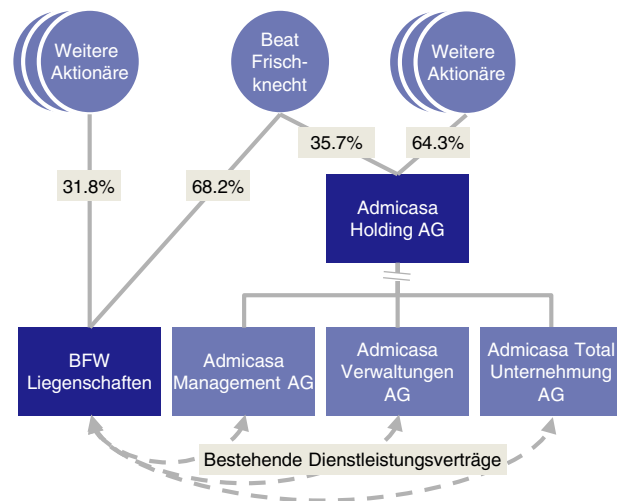 Weitere
Aktionäre
Beat
Frisch-
knecht
Weitere
Aktionäre
35.7%
64.3%
31.8%
68.2%
Admicasa
Holding AG
BFW
Liegenschaften
Admicasa
Management AG
Admicasa
Verwaltungen
AG
Admicasa Total
Unternehmung
AG
Bestehende Dienstleistungsverträge